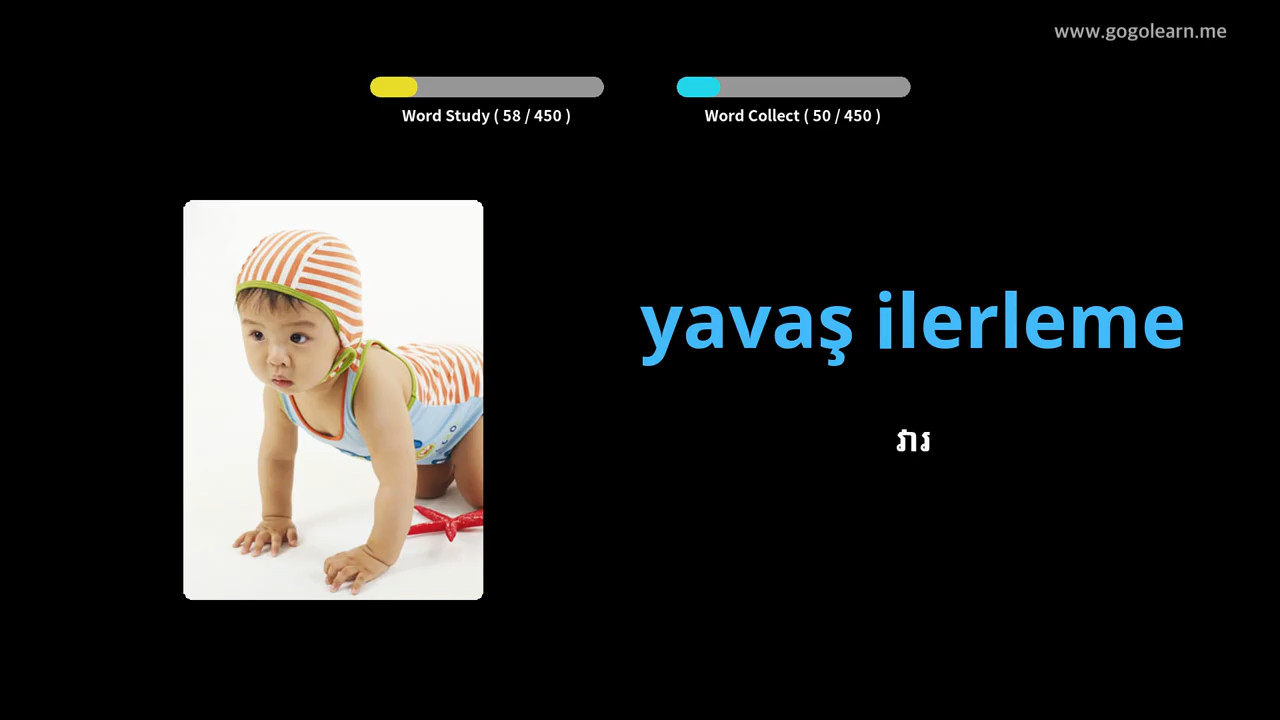 www.gogolearn.me
Word Study ( 58 / 450 )
Word Collect ( 50 / 450 )
yavaş ilerleme
វារ